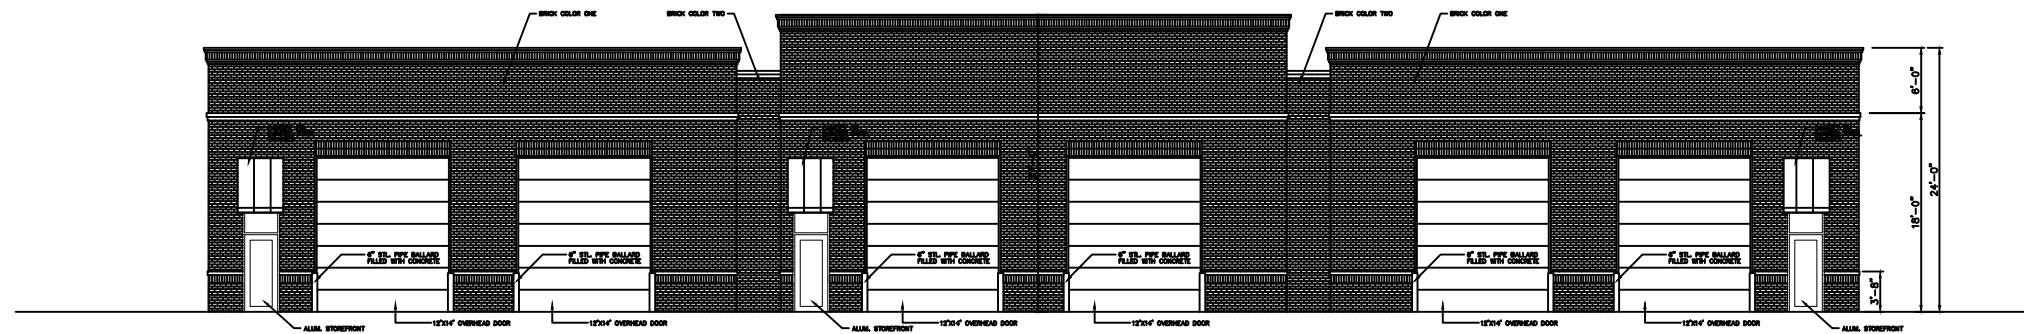 BRICK COLOR ONE
BRICK COLOR TWO
BRICK COLOR TWO
BRICK COLOR ONE
6'-0"
24'-0"
18'-0"
3'-8"
6" STL. PIPE BALLARD
FILLED WITH CONCRETE
6" STL. PIPE BALLARD
FILLED WITH CONCRETE
6" STL. PIPE BALLARD
FILLED WITH CONCRETE
6" STL. PIPE BALLARD
FILLED WITH CONCRETE
6" STL. PIPE BALLARD
FILLED WITH CONCRETE
6" STL. PIPE BALLARD
FILLED WITH CONCRETE
ALUM. STOREFRONT
12'X14' OVERHEAD DOOR
12'X14' OVERHEAD DOOR
ALUM. STOREFRONT
12'X14' OVERHEAD DOOR
12'X14' OVERHEAD DOOR
12'X14' OVERHEAD DOOR
12'X14' OVERHEAD DOOR
ALUM. STOREFRONT